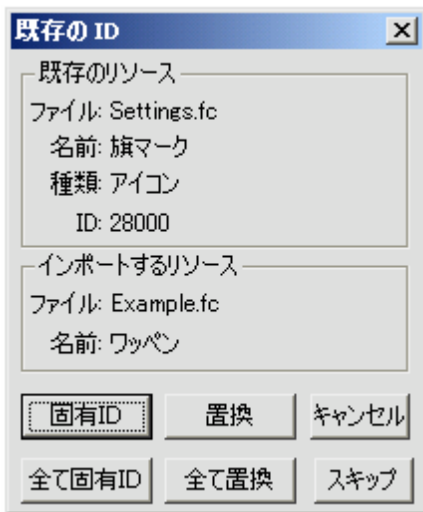 既存の ID
既存のリソース
ファイル: Settings.fc
名前: 旗マーク
種類: アイコン
ID: 28000
インポートするリソース
ファイル: Example.fc
名前: ワッペン
固有ID 置換 キャンセル
全て固有ID 全て置換 スキップ